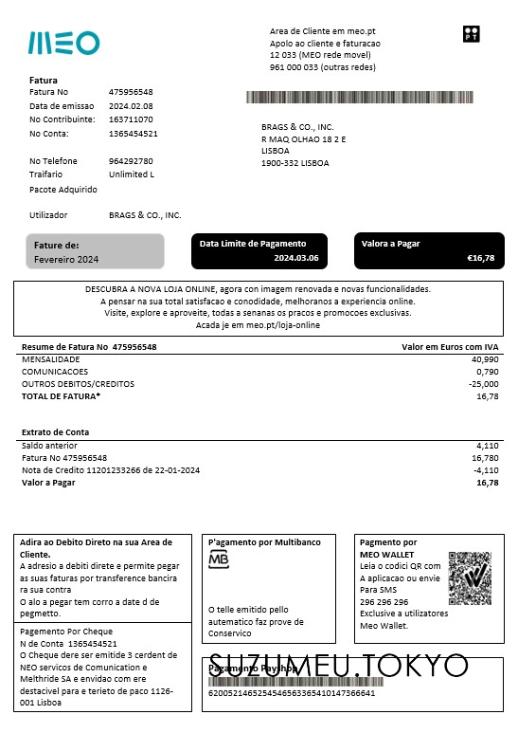 MEO
Area de Cliente em meo.pt
Apolo ao cliente e faturacao
12 033 (MEO rede movel)
961 000 033 (outras redes)
PT
Fatura
Fatura No 475956548
Data de emissao 2024.02.08
No Contribuinte: 163711070
No Conta: 1365454521
No Telefone 964292780
Traifario Unlimited L
Pacote Adquirido
Utilizador BRAGS & CO., INC.
BRAGS & CO., INC.
R MAQ OLHAO 18 2 E
LISBOA
1900-332 LISBOA
Fature de:
Fevereiro 2024
Data Limite de Pagamento
2024.03.06
Valora a Pagar
€16,78
DESCUBRA A NOVA LOJA ONLINE, agora con imagem renovada e novas funcionalidades.
A pensar na sua total satisfacao e conodidade, melhoranos a experiencia online.
Visite, explore e aproveite, todas a senanas os pracos e promocoes exclusivas.
Acada je em meo.pt/loja-online
Resume de Fatura No 475956548 Valor em Euros com IVA
MENSALIDADE 40,990
COMUNICACOES 0,790
OUTROS DEBITOS/CREDITOS -25,000
TOTAL DE FATURA* 16,78
Extrato de Conta
Saldo anterior 4,110
Fatura No 475956548 16,780
Nota de Credito 11201233266 de 22-01-2024 -4,110
Valor a Pagar 16,78
Adira ao Debito Direto na sua Area de
Cliente.
A adresio a debiti direte e permite pegar
as suas faturas por transference bancira
ra sua contra
O alo a pegar tem corro a date d de
pegmetto.
Pagemento Por Cheque
N de Conta 1365454521
O Cheque dere ser emitide 3 cerdent de
NEO servicos de Comunication e
Melthride SA e envidao com ere
destacivel para e terieto de paco 1126-
001 Lisboa
P'agamento por Multibanco
MB
O telle emitido pello
automatico faz prove de
Conservico
Pagmento por
MEO WALLET
Leia o codizi QR com
A aplicacao ou envie
Para SMS
296 296 296
Exclusive a utilizatores
Meo Wallet.
Pagamento Payshop
SUZUMEU.TOKYO
6200521465254546563365410147366641